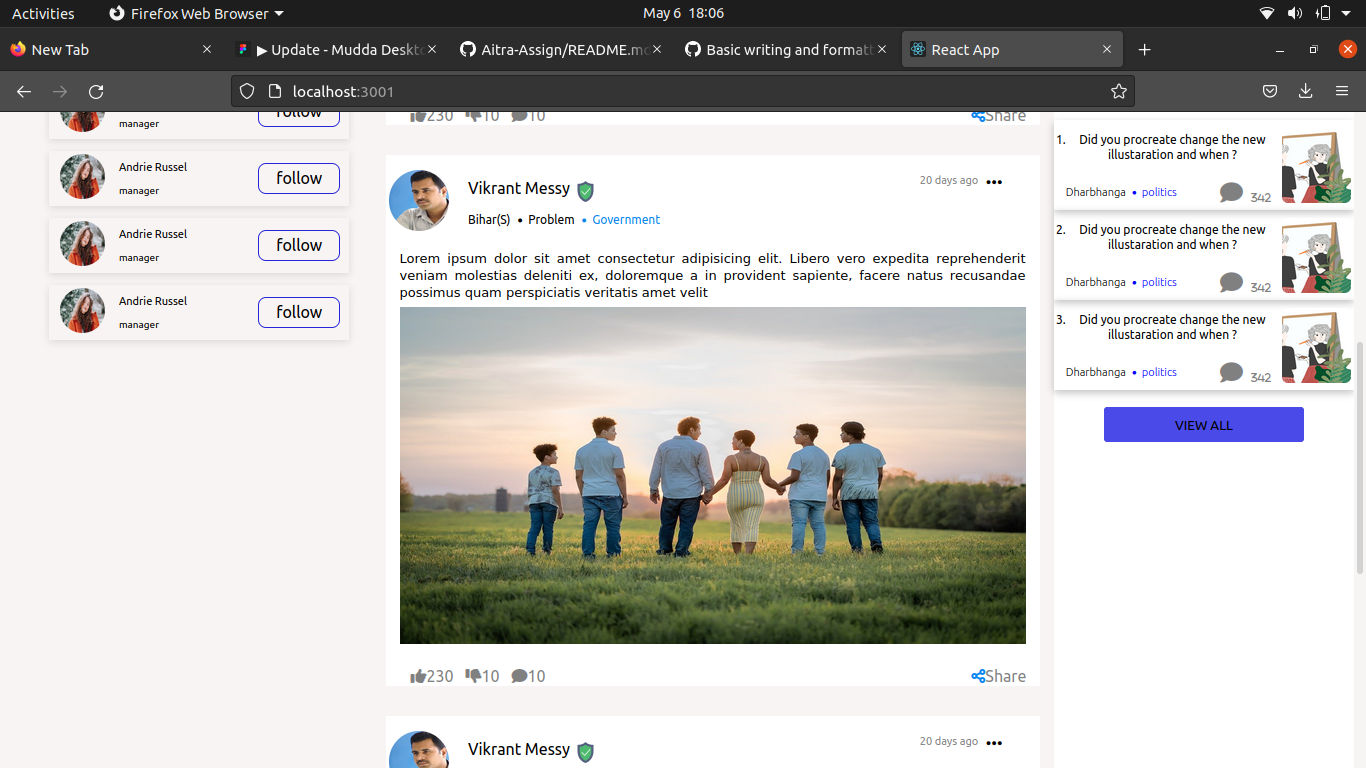 Activities
Firefox Web Browser
May 6 18:06
New Tab
▶ Update - Mudda Deskt
Aitra-Assign/README.m
Basic writing and formatt
React App
localhost:3001
manager
follow
Andrie Russel
manager
follow
Andrie Russel
manager
follow
Andrie Russel
manager
follow
230 10 10 Share
Vikrant Messy
20 days ago •••
Bihar(S) • Problem • Government
Lorem ipsum dolor sit amet consectetur adipisicing elit. Libero vero expedita reprehenderit
veniam molestias deleniti ex, doloremque a in provident sapiente, facere natus recusandae
possimus quam perspiciatis veritatis amet velit
230 10 10 Share
Vikrant Messy
20 days ago •••
1. Did you procreate change the new
illustaration and when ?
Dharbhanga • politics 342
2. Did you procreate change the new
illustaration and when ?
Dharbhanga • politics 342
3. Did you procreate change the new
illustaration and when ?
Dharbhanga • politics 342
VIEW ALL